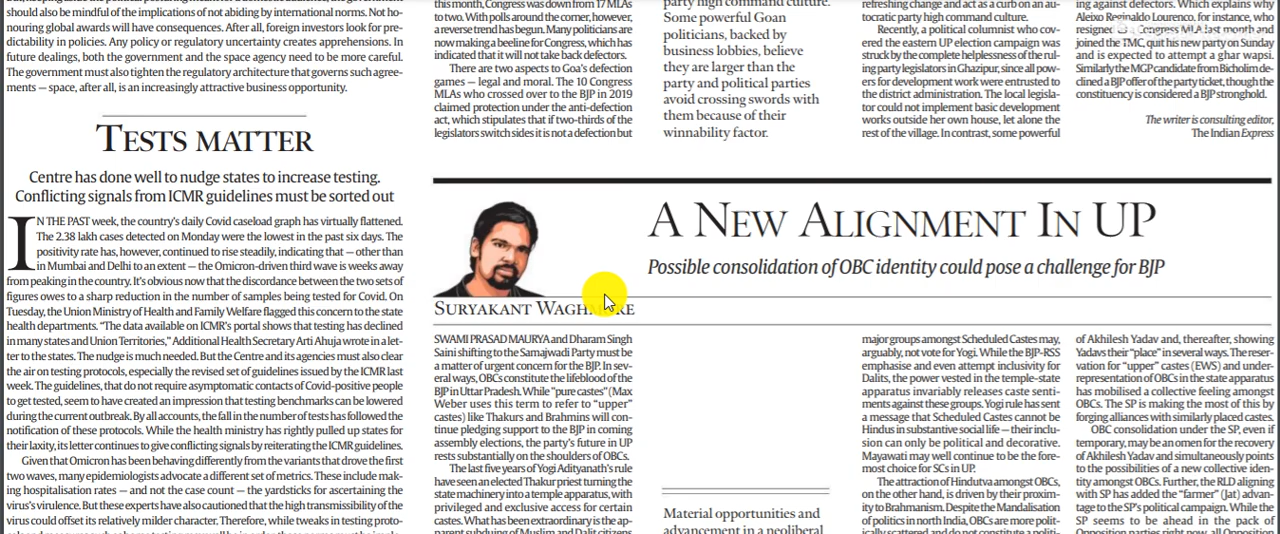 should also be mindful of the implications of not abiding by international norms. Not ho-
nouring global awards will have consequences. After all, foreign investors look for pre-
dictability in policies. Any policy or regulatory uncertainty creates apprehensions. In
future dealings, both the government and the space agency need to be more careful.
The government must also tighten the regulatory architecture that governs such agree-
ments — space, after all, is an increasingly attractive business opportunity.
TESTS MATTER
Centre has done well to nudge states to increase testing.
Conflicting signals from ICMR guidelines must be sorted out
IN THE PAST week, the country's daily Covid caseload graph has virtually flattened.
The 2.38 lakh cases detected on Monday were the lowest in the past six days. The
positivity rate has, however, continued to rise steadily, indicating that — other than
in Mumbai and Delhi to an extent — the Omicron-driven third wave is weeks away
from peaking in the country. It's obvious now that the discordance between the two sets of
figures owes to a sharp reduction in the number of samples being tested for Covid. On
Tuesday, the Union Ministry of Health and Family Welfare flagged this concern to the state
health departments. "The data available on ICMR's portal shows that testing has declined
in many states and Union Territories," Additional Health Secretary Arti Ahuja wrote in a let-
ter to the states. The nudge is much needed. But the Centre and its agencies must also clear
the air on testing protocols, especially the revised set of guidelines issued by the ICMR last
week. The guidelines, that do not require asymptomatic contacts of Covid-positive people
to get tested, seem to have created an impression that testing benchmarks can be lowered
during the current outbreak. By all accounts, the fall in the number of tests has followed the
notification of these protocols. While the health ministry has rightly pulled up states for
their laxity, its letter continues to give conflicting signals by reiterating the ICMR guidelines.
Given that Omicron has been behaving differently from the variants that drove the first
two waves, many epidemiologists advocate a different set of metrics. These include mak-
ing hospitalisation rates — and not the case count — the yardsticks for ascertaining the
virus's virulence. But these experts have also cautioned that the high transmissibility of the
virus could offset its relatively milder character. Therefore, while tweaks in testing proto-
this month, Congress was down from 17 MLAs
to two. With polls around the corner, however,
a reverse trend has begun. Many politicians are
now making a beeline for Congress, which has
indicated that it will not take back defectors.
There are two aspects to Goa's defection
games — legal and moral. The 10 Congress
MLAs who crossed over to the BJP in 2019
claimed protection under the anti-defection
act, which stipulates that if two-thirds of the
legislators switch sides it is not a defection but
party high command culture.
Some powerful Goan
politicians, backed by
business lobbies, believe
they are larger than the
party and political parties
avoid crossing swords with
them because of their
winnability factor.
refreshing change and act as a curb on an au-
tocratic party high command.
Recently, a political columnist who cov-
ered the eastern UP election campaign was
struck by the complete helplessness of the rul-
ing party legislators in Ghazipur, since all pow-
ers for development work were entrusted to
the district administration. The local legisla-
tor could not implement basic development
works outside her own house, let alone the
rest of the village. In contrast, some powerful
ing against defectors. Which explains why
Aleixo Reginaldo Lourenco, for instance, who
resigned as Congress MLA last month and
joined the TMC, quit his new party on Sunday
and is expected to attempt a ghar wapsi.
Similarly the MGP candidate from Bicholim de-
clined a BJP offer of the party ticket, though the
constituency is considered a BJP stronghold.
The writer is consulting editor,
The Indian Express
A NEW ALIGNMENT IN UP
Possible consolidation of OBC identity could pose a challenge for BJP
SURYAKANT WAGHMORE
SWAMI PRASAD MAURYA and Dharam Singh
Saini shifting to the Samajwadi Party must be
a matter of urgent concern for the BJP. In sev-
eral ways, OBCs constitute the lifeblood of the
BJP in Uttar Pradesh. While "pure castes" (Max
Weber uses this term to refer to "upper"
castes) like Thakurs and Brahmins will con-
tinue pledging support to the BJP in coming
assembly elections, the party's future in UP
rests substantially on the shoulders of OBCs.
The last five years of Yogi Adityanath's rule
have seen an elected Thakur priest turning the
state machinery into a temple apparatus, with
privileged and exclusive access for certain
castes. What has been extraordinary is the ap-
parent subduing of Muslim and Dalit citizens
Material opportunities and
advancement in a neoliberal
major groups amongst Scheduled Castes may,
arguably, not vote for Yogi. While the BJP-RSS
emphasise and even attempt inclusivity for
Dalits, the power vested in the temple-state
apparatus invariably releases caste senti-
ments against these groups. Yogi rule has sent
a message that Scheduled Castes cannot be
Hindus in substantive social life — their inclu-
sion can only be political and decorative.
Mayawati may well continue to be the fore-
most choice for SCs in UP.
The attraction of Hindutva amongst OBCs,
on the other hand, is driven by their proxim-
ity to Brahmanism. Despite the Mandalisation
of politics in north India, OBCs are more polit-
ically scattered and do not constitute a politi-
of Akhilesh Yadav and, thereafter, showing
Yadavs their "place" in several ways. The reser-
vation for "upper" castes (EWS) and under-
representation of OBCs in the state apparatus
has mobilised a collective feeling amongst
OBCs. The SP is making the most of this by
forging alliances with similarly placed castes.
OBC consolidation under the SP, even if
temporary, may be an omen for the recovery
of Akhilesh Yadav and simultaneously points
to the possibilities of a new collective iden-
tity amongst OBCs. Further, the RLD aligning
with SP has added the "farmer" (Jat) advan-
tage to the SP's political campaign. While the
SP seems to be ahead in the pack of
Opposition parties right now, all Opposition